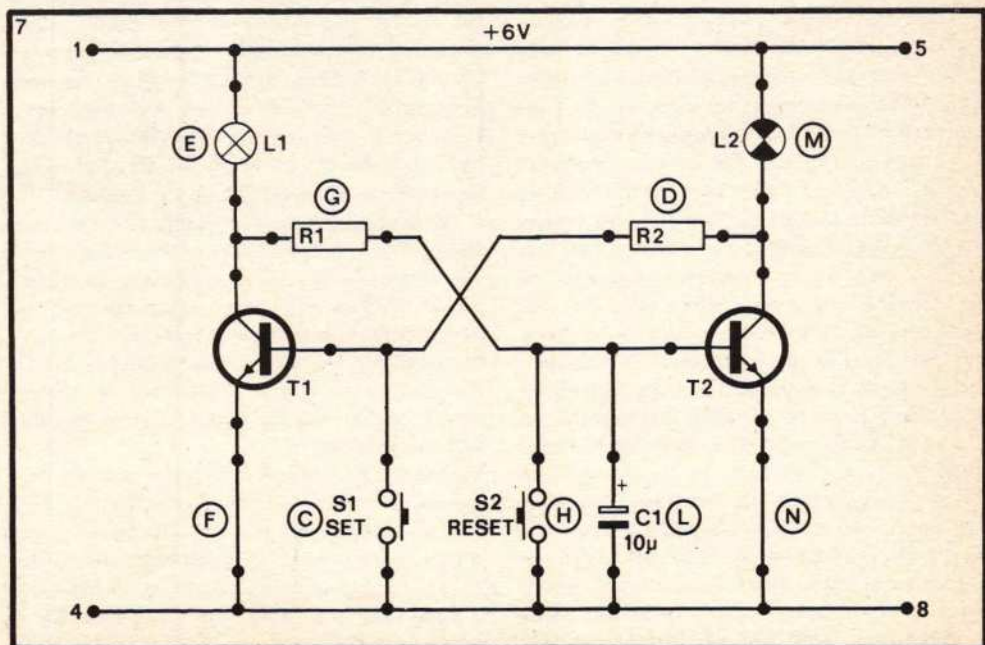 7
1 +6V 5
E L1 L2 M
G D
R1 R2
T1 T2
F C S1 SET S2 RESET H C1 10µ L N
+
4 8